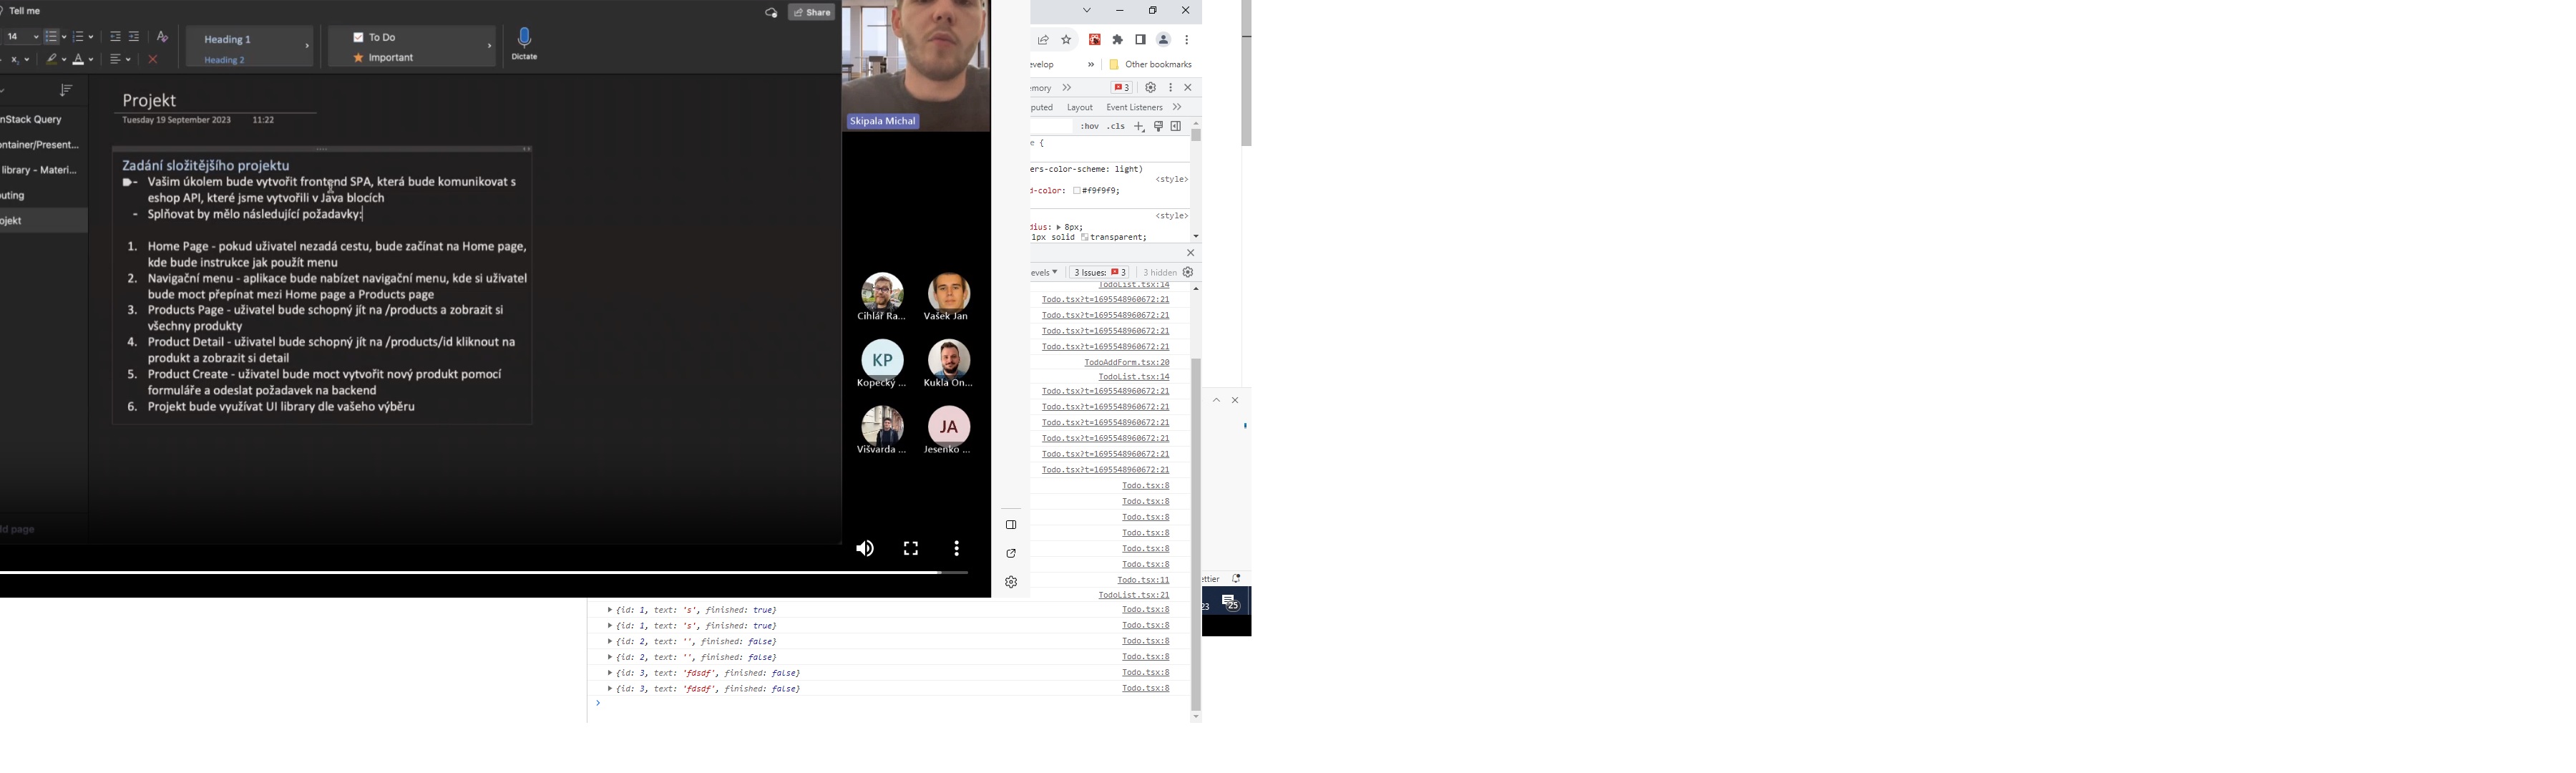 Tell me
Share
14
Heading 1
Heading 2
To Do
Important
Dictate
Projekt
Tuesday 19 September 2023 11:22
nStack Query
ontainer/Present...
library - Materi...
outing
ojekt
dd page
Zadání složitějšího projektu
- Vašim úkolem bude vytvořit frontend SPA, která bude komunikovat s
eshop API, které jsme vytvořili v Java blocích
- Splňovat by mělo následující požadavky:
1. Home Page - pokud uživatel nezadá cestu, bude začínat na Home page,
kde bude instrukce jak použít menu
2. Navigační menu - aplikace bude nabízet navigační menu, kde si uživatel
bude moct přepínat mezi Home page a Products page
3. Products Page - uživatel bude schopný jít na /products a zobrazit si
všechny produkty
4. Product Detail - uživatel bude schopný jít na /products/id kliknout na
produkt a zobrazit si detail
5. Product Create - uživatel bude moct vytvořit nový produkt pomocí
formuláře a odeslat požadavek na backend
6. Projekt bude využívat UI library dle vašeho výběru
Skipala Michal
Cihlář Ra...
Vašek Jan
KP
Kopecký ...
Kukla On...
Višvarda ...
JA
Jesenko ...
evelop
»
Other bookmarks
emory
3
puted
Layout
Event Listeners
:hov .cls
e {
ers-color-scheme: light)
<style>
d-color: #f9f9f9;
<style>
dius: 8px;
1px solid transparent;
evels
3 Issues: 3
3 hidden
TodoList.tsx:14
Todo.tsx?t=1695548960672:21
Todo.tsx?t=1695548960672:21
Todo.tsx?t=1695548960672:21
Todo.tsx?t=1695548960672:21
TodoAddForm.tsx:20
TodoList.tsx:14
Todo.tsx?t=1695548960672:21
Todo.tsx?t=1695548960672:21
Todo.tsx?t=1695548960672:21
Todo.tsx?t=1695548960672:21
Todo.tsx?t=1695548960672:21
Todo.tsx?t=1695548960672:21
Todo.tsx:8
Todo.tsx:8
Todo.tsx:8
Todo.tsx:8
Todo.tsx:8
Todo.tsx:8
Todo.tsx:11
TodoList.tsx:21
{id: 1, text: 's', finished: true} Todo.tsx:8
{id: 1, text: 's', finished: true} Todo.tsx:8
{id: 2, text: '', finished: false} Todo.tsx:8
{id: 2, text: '', finished: false} Todo.tsx:8
{id: 3, text: 'fdsdf', finished: false} Todo.tsx:8
{id: 3, text: 'fdsdf', finished: false} Todo.tsx:8
ettier
23
25